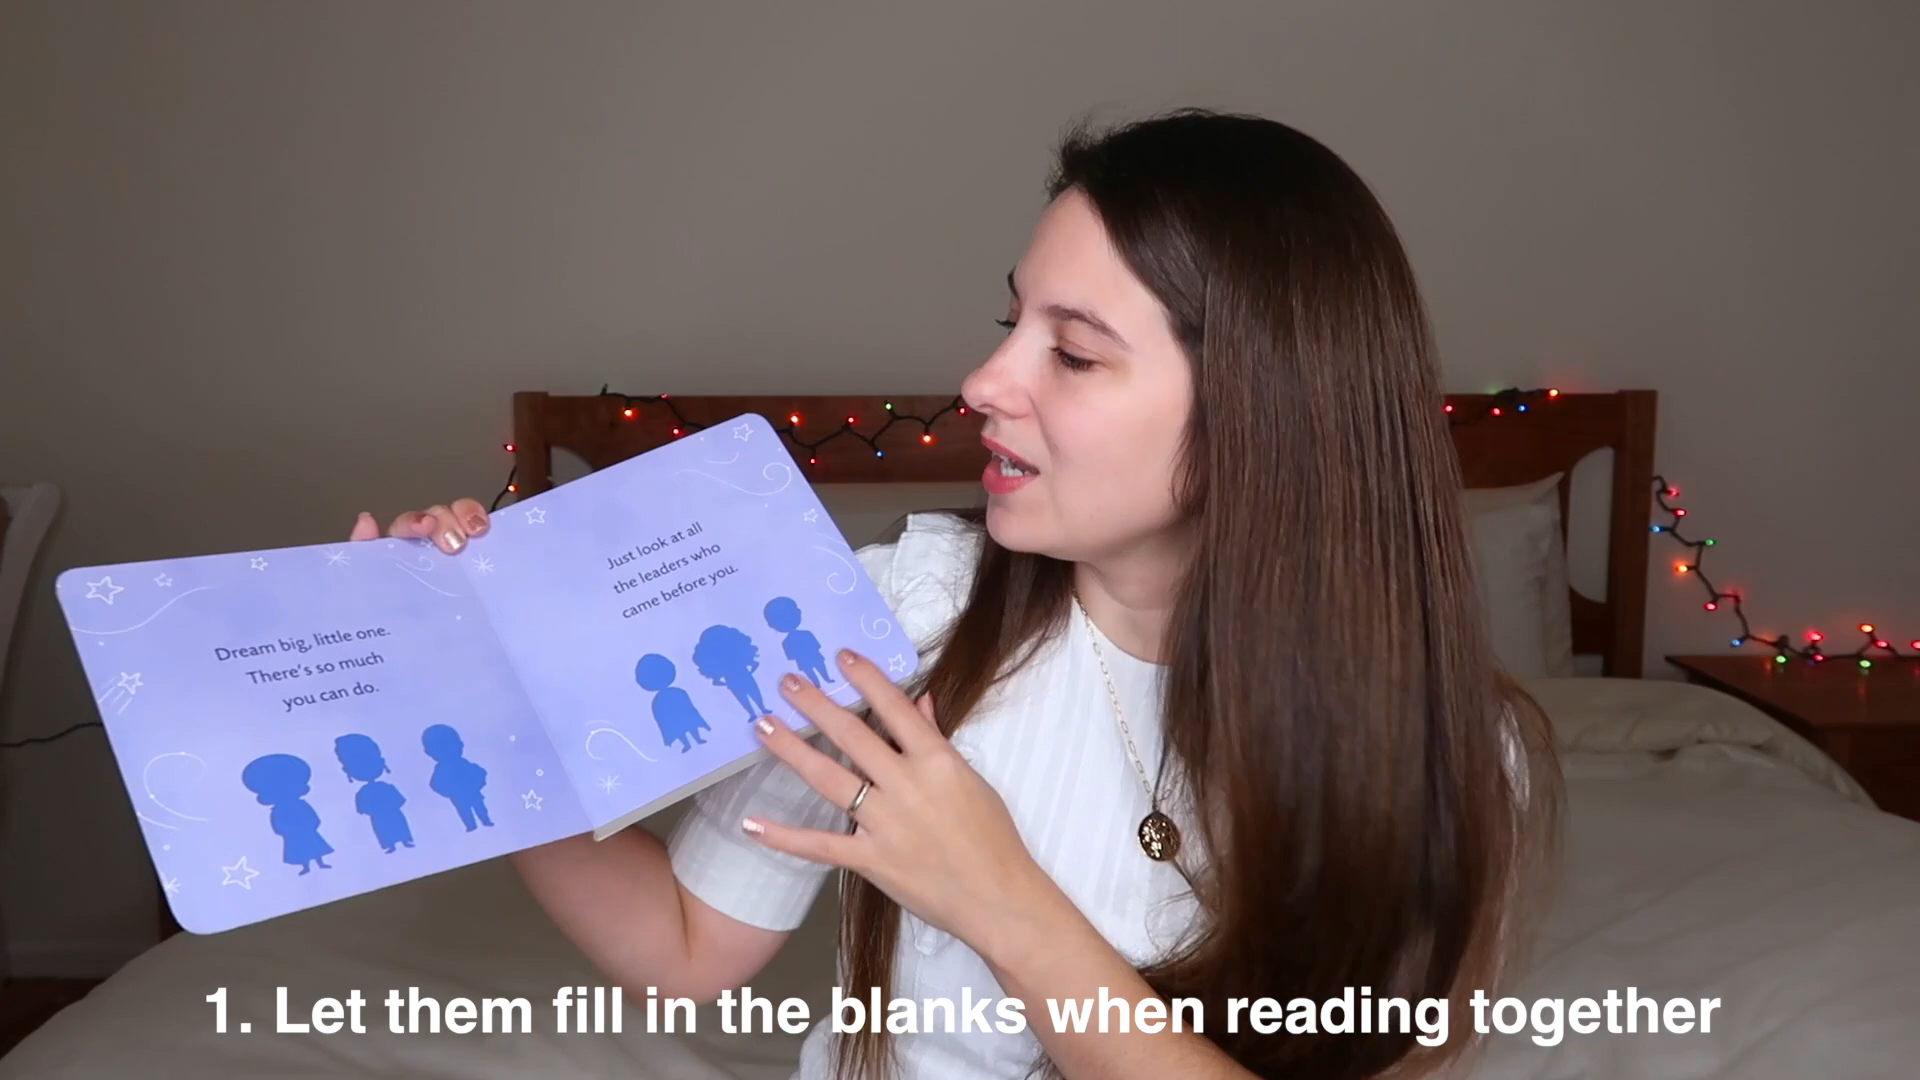 Dream big, little one.
There's so much
you can do.
Just look at all
the leaders who
came before you.
1. Let them fill in the blanks when reading together